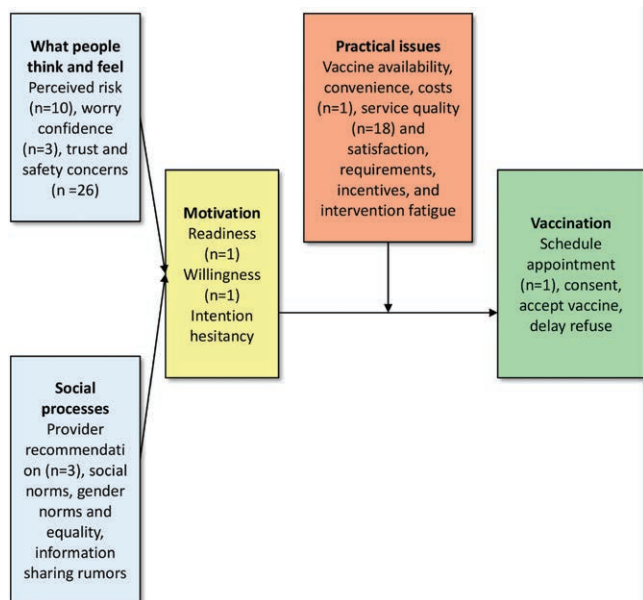 What people
think and feel
Perceived risk
(n=10), worry
confidence
(n=3), trust and
safety concerns
(n =26)
Practical issues
Vaccine availability,
convenience, costs
(n=1), service quality
(n=18) and
satisfaction,
requirements,
incentives, and
intervention fatigue
Motivation
Readiness
(n=1)
Willingness
(n=1)
Intention
hesitancy
Vaccination
Schedule
appointment
(n=1), consent,
accept vaccine,
delay refuse
Social
processes
Provider
recommendati
on (n=3), social
norms, gender
norms and
equality,
information
sharing rumors